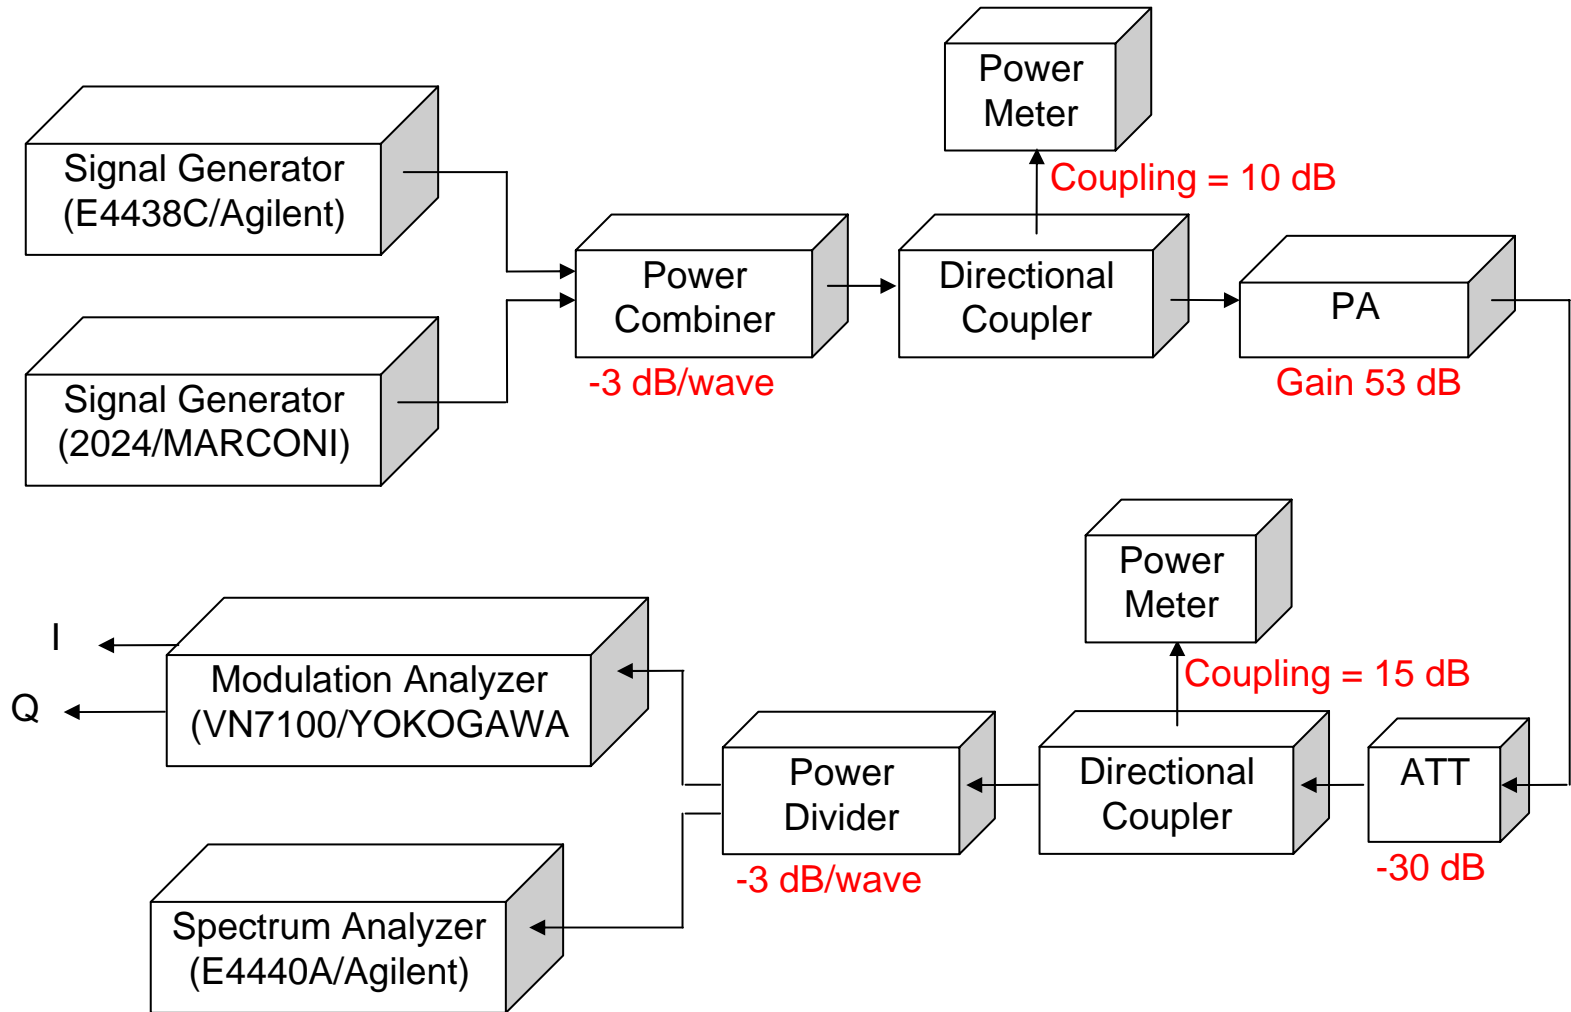 Power
Meter
Signal Generator
(E4438C/Agilent)
Coupling = 10 dB
Power
Combiner
-3 dB/wave
Directional
Coupler
PA
Gain 53 dB
Signal Generator
(2024/MARCONI)
Power
Meter
Coupling = 15 dB
I
Q
Modulation Analyzer
(VN7100/YOKOGAWA
Power
Divider
-3 dB/wave
Directional
Coupler
ATT
-30 dB
Spectrum Analyzer
(E4440A/Agilent)